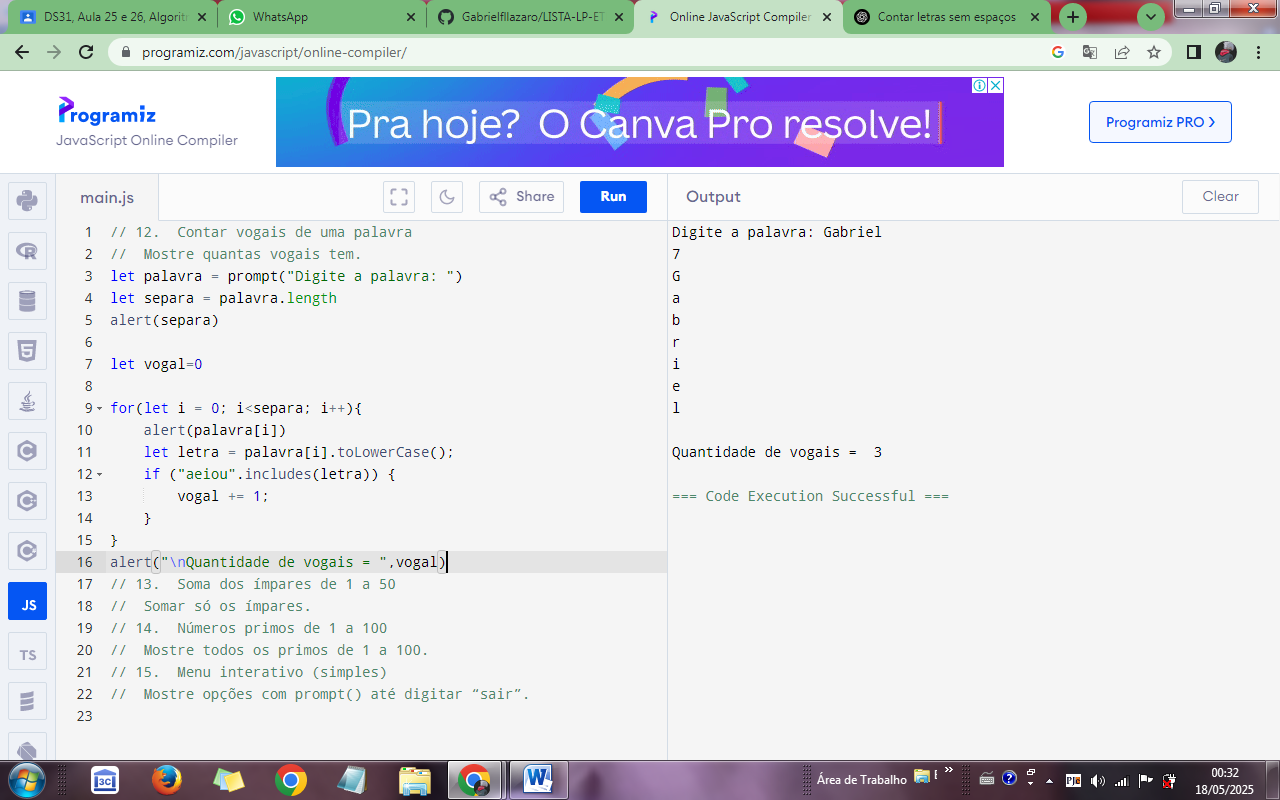 DS31, Aula 25 e 26, Algoritm
WhatsApp
Gabrielfllazaro/LISTA-LP-ET
Online JavaScript Compiler
Contar letras sem espaços
programiz.com/javascript/online-compiler/
Programiz
JavaScript Online Compiler
Pra hoje? O Canva Pro resolve!
Programiz PRO
main.js
Share
Run
Output
Clear
1 // 12.  Contar vogais de uma palavra
2 //  Mostre quantas vogais tem.
3 let palavra = prompt("Digite a palavra: ")
4 let separa = palavra.length
5 alert(separa)
6
7 let vogal=0
8
9 for(let i = 0; i<separa; i++){
10     alert(palavra[i])
11     let letra = palavra[i].toLowerCase();
12     if ("aeiou".includes(letra)) {
13         vogal += 1;
14     }
15 }
16 alert("\nQuantidade de vogais = ",vogal)
17 // 13.  Soma dos ímpares de 1 a 50
18 //  Somar só os ímpares.
19 // 14.  Números primos de 1 a 100
20 //  Mostre todos os primos de 1 a 100.
21 // 15.  Menu interativo (simples)
22 //  Mostre opções com prompt() até digitar “sair”.
23
Digite a palavra: Gabriel
7
G
a
b
r
i
e
l
Quantidade de vogais =  3
=== Code Execution Successful ===
JS
TS
Área de Trabalho
00:32
18/05/2025